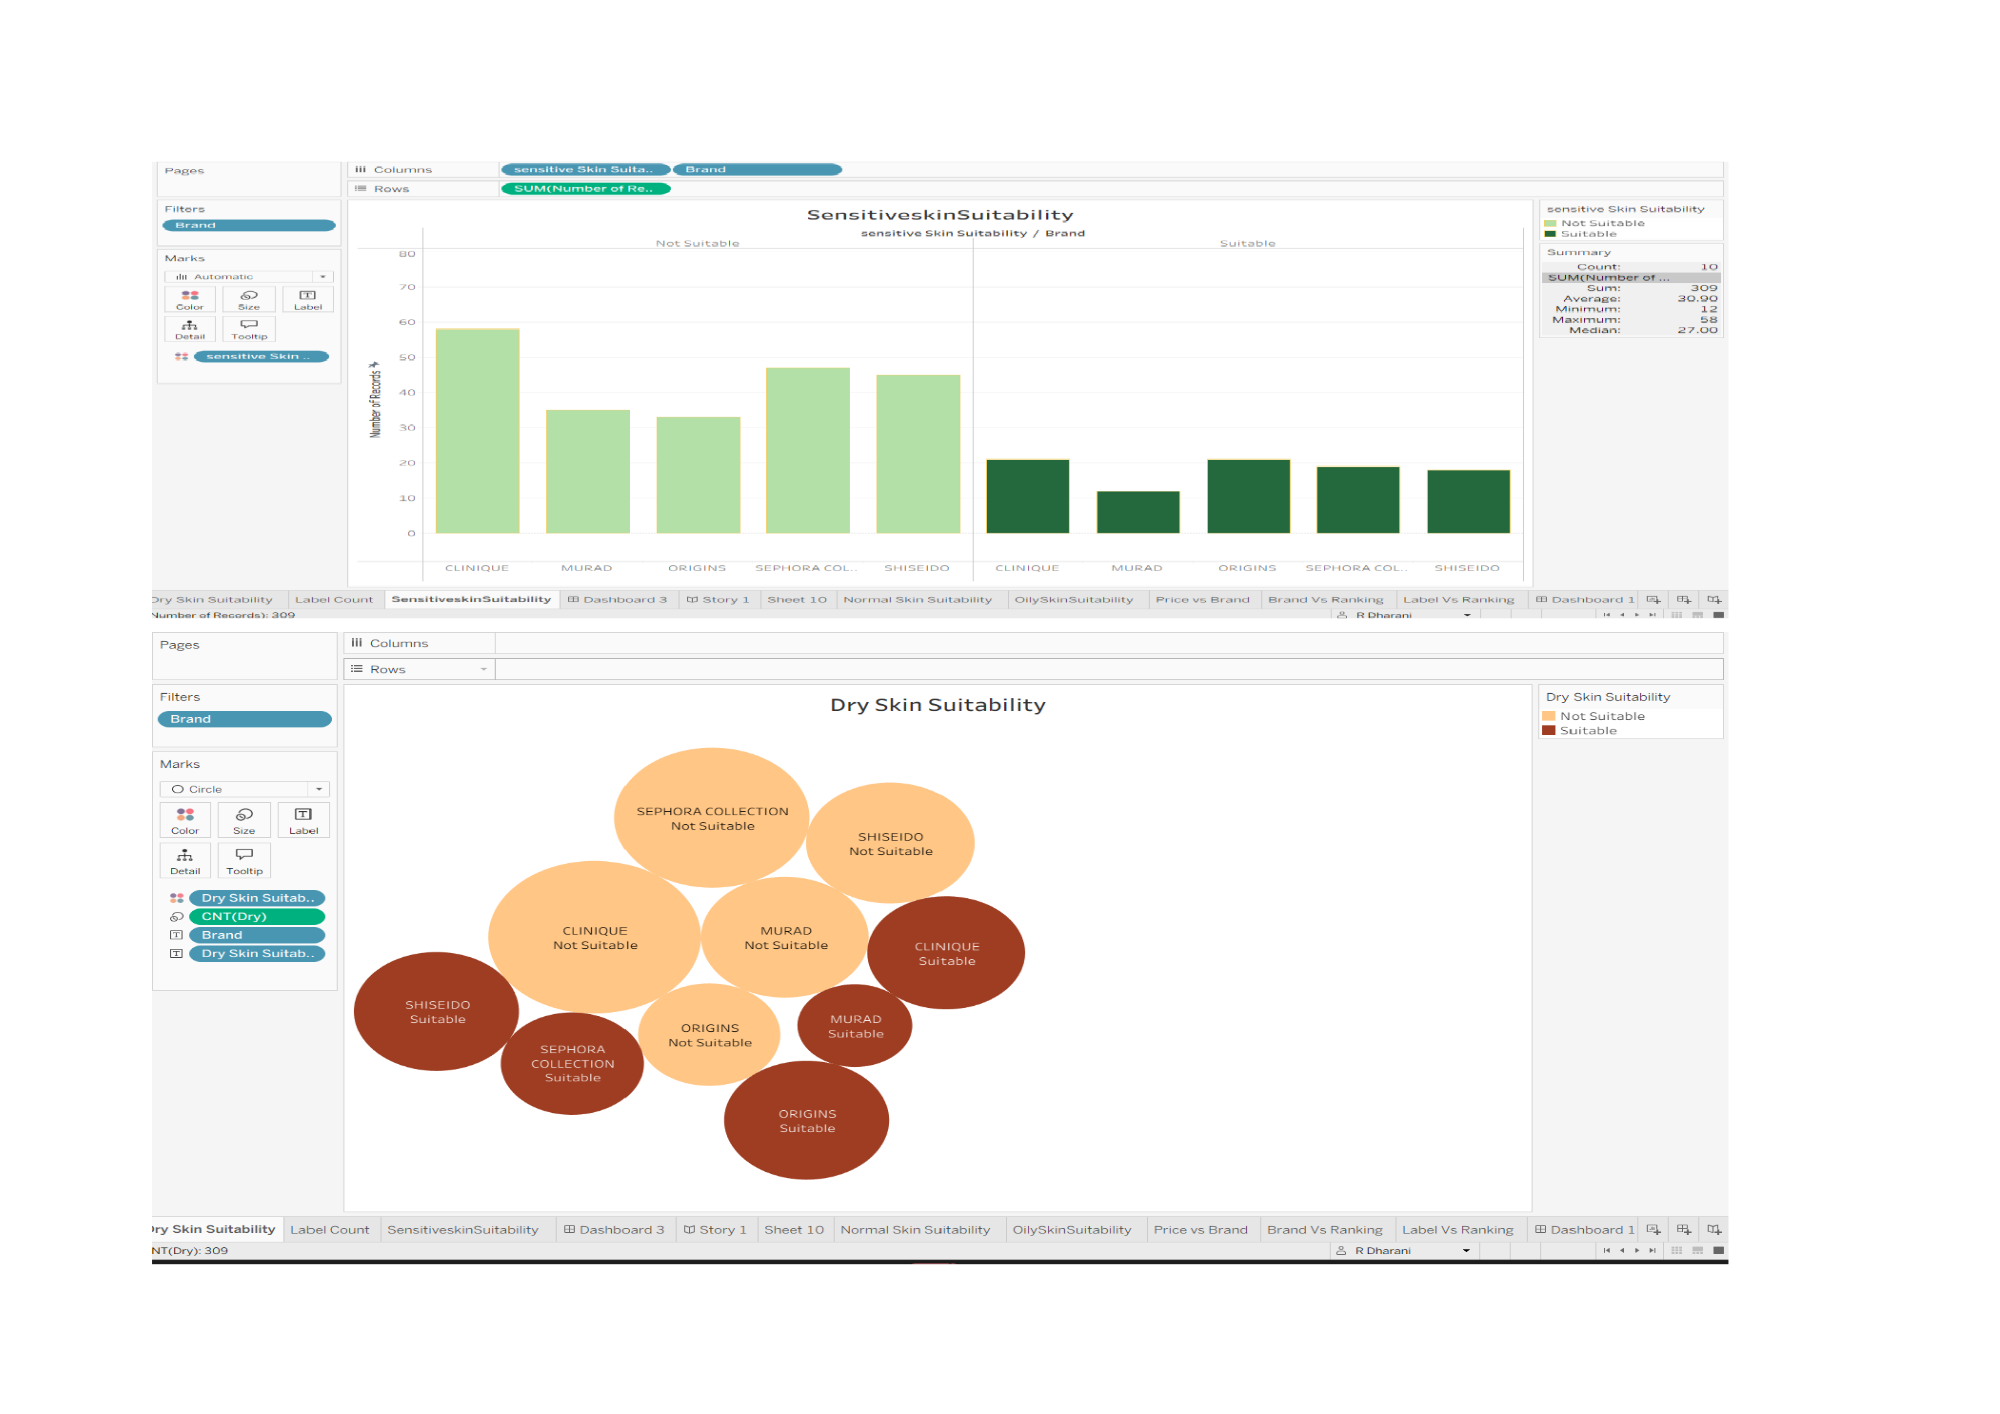 Pages
Columns
sensitive Skin Suita..
Brand
Rows
SUM(Number of Re..
Filters
Brand
Marks
Automatic
Color
Size
Label
Detail
Tooltip
sensitive Skin ..
SensitiveskinSuitability
sensitive Skin Suitability / Brand
Not Suitable
Suitable
Number of Records
80
70
60
50
40
30
20
10
0
CLINIQUE
MURAD
ORIGINS
SEPHORA COL..
SHISEIDO
CLINIQUE
MURAD
ORIGINS
SEPHORA COL..
SHISEIDO
sensitive Skin Suitability
Not Suitable
Suitable
Summary
Count: 10
SUM(Number of ...
Sum: 309
Average: 30.90
Minimum: 12
Maximum: 58
Median: 27.00
Dry Skin Suitability
Label Count
SensitiveskinSuitability
Dashboard 3
Story 1
Sheet 10
Normal Skin Suitability
OilySkinSuitability
Price vs Brand
Brand Vs Ranking
Label Vs Ranking
Dashboard 1
Number of Records): 309
R Dharani
Pages
Columns
Rows
Filters
Brand
Marks
Circle
Color
Size
Label
Detail
Tooltip
Dry Skin Suitab..
CNT(Dry)
Brand
Dry Skin Suitab..
Dry Skin Suitability
SEPHORA COLLECTION
Not Suitable
SHISEIDO
Not Suitable
CLINIQUE
Not Suitable
MURAD
Not Suitable
CLINIQUE
Suitable
SHISEIDO
Suitable
SEPHORA
COLLECTION
Suitable
ORIGINS
Not Suitable
MURAD
Suitable
ORIGINS
Suitable
Dry Skin Suitability
Not Suitable
Suitable
ry Skin Suitability
Label Count
SensitiveskinSuitability
Dashboard 3
Story 1
Sheet 10
Normal Skin Suitability
OilySkinSuitability
Price vs Brand
Brand Vs Ranking
Label Vs Ranking
Dashboard 1
NT(Dry): 309
R Dharani